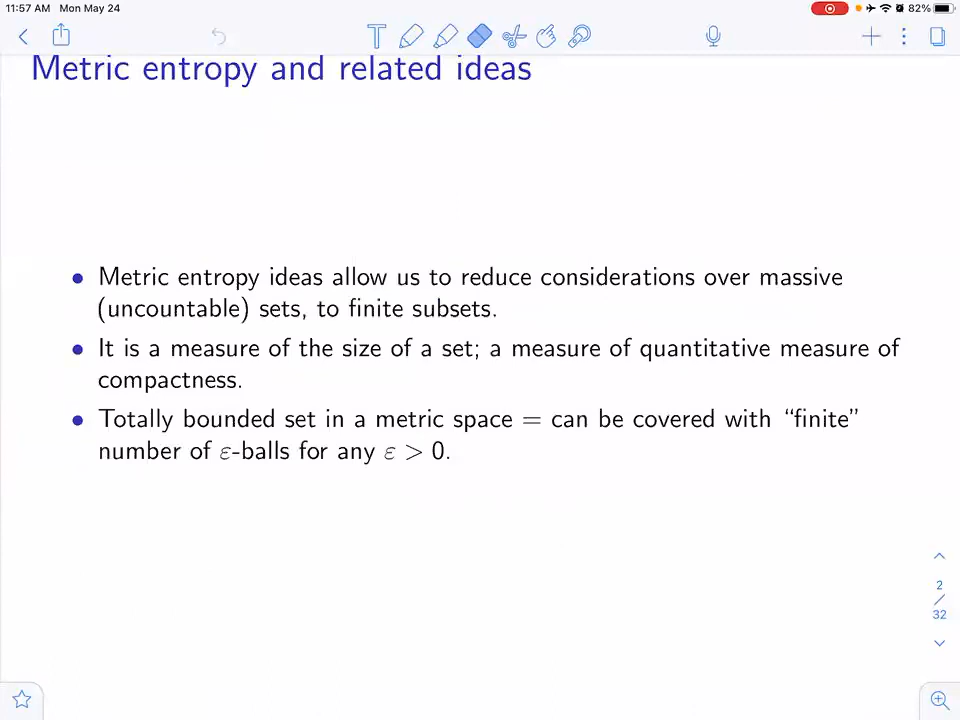 11:57 AM Mon May 24
82%
Metric entropy and related ideas
• Metric entropy ideas allow us to reduce considerations over massive
(uncountable) sets, to finite subsets.
• It is a measure of the size of a set; a measure of quantitative measure of
compactness.
• Totally bounded set in a metric space = can be covered with “finite”
number of ε-balls for any ε > 0.
2
/
32